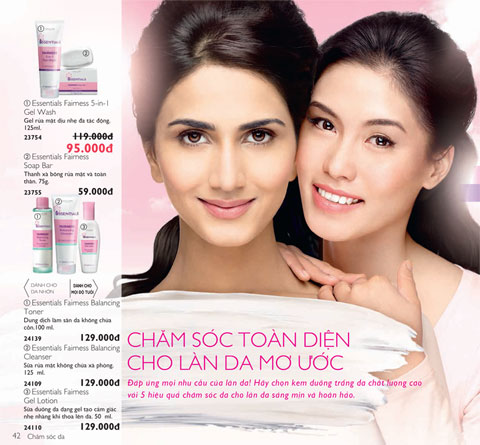 ① Essentials Fairness 5-in-1
Gel Wash
Gel rửa mặt dịu nhẹ đa tác động.
125ml.
23754 119.000đ
95.000đ
② Essentials Fairness
Soap Bar
Thanh xà bông rửa mặt và toàn
thân. 75g.
23755 59.000đ
DÀNH CHO
DA NHỜN
DÀNH CHO
MỌI ĐỘ TUỔI
① Essentials Fairness Balancing
Toner
Dung dịch làm săn da không chứa
cồn.100 ml.
24139 129.000đ
② Essentials Fairness Balancing
Cleanser
Sữa rửa mặt không chứa xà phòng.
125 ml.
24109 129.000đ
③ Essentials Fairness
Gel Lotion
Sữa dưỡng da dạng gel tạo cảm giác
nhẹ nhàng khi thoa lên da. 50 ml.
24110 129.000đ
CHĂM SÓC TOÀN DIỆN
CHO LÀN DA MƠ ƯỚC
Đáp ứng mọi nhu cầu của làn da! Hãy chọn kem dưỡng trắng da chất lượng cao
với 5 hiệu quả chăm sóc da cho làn da sáng mịn và hoàn hảo.
42 Chăm sóc da